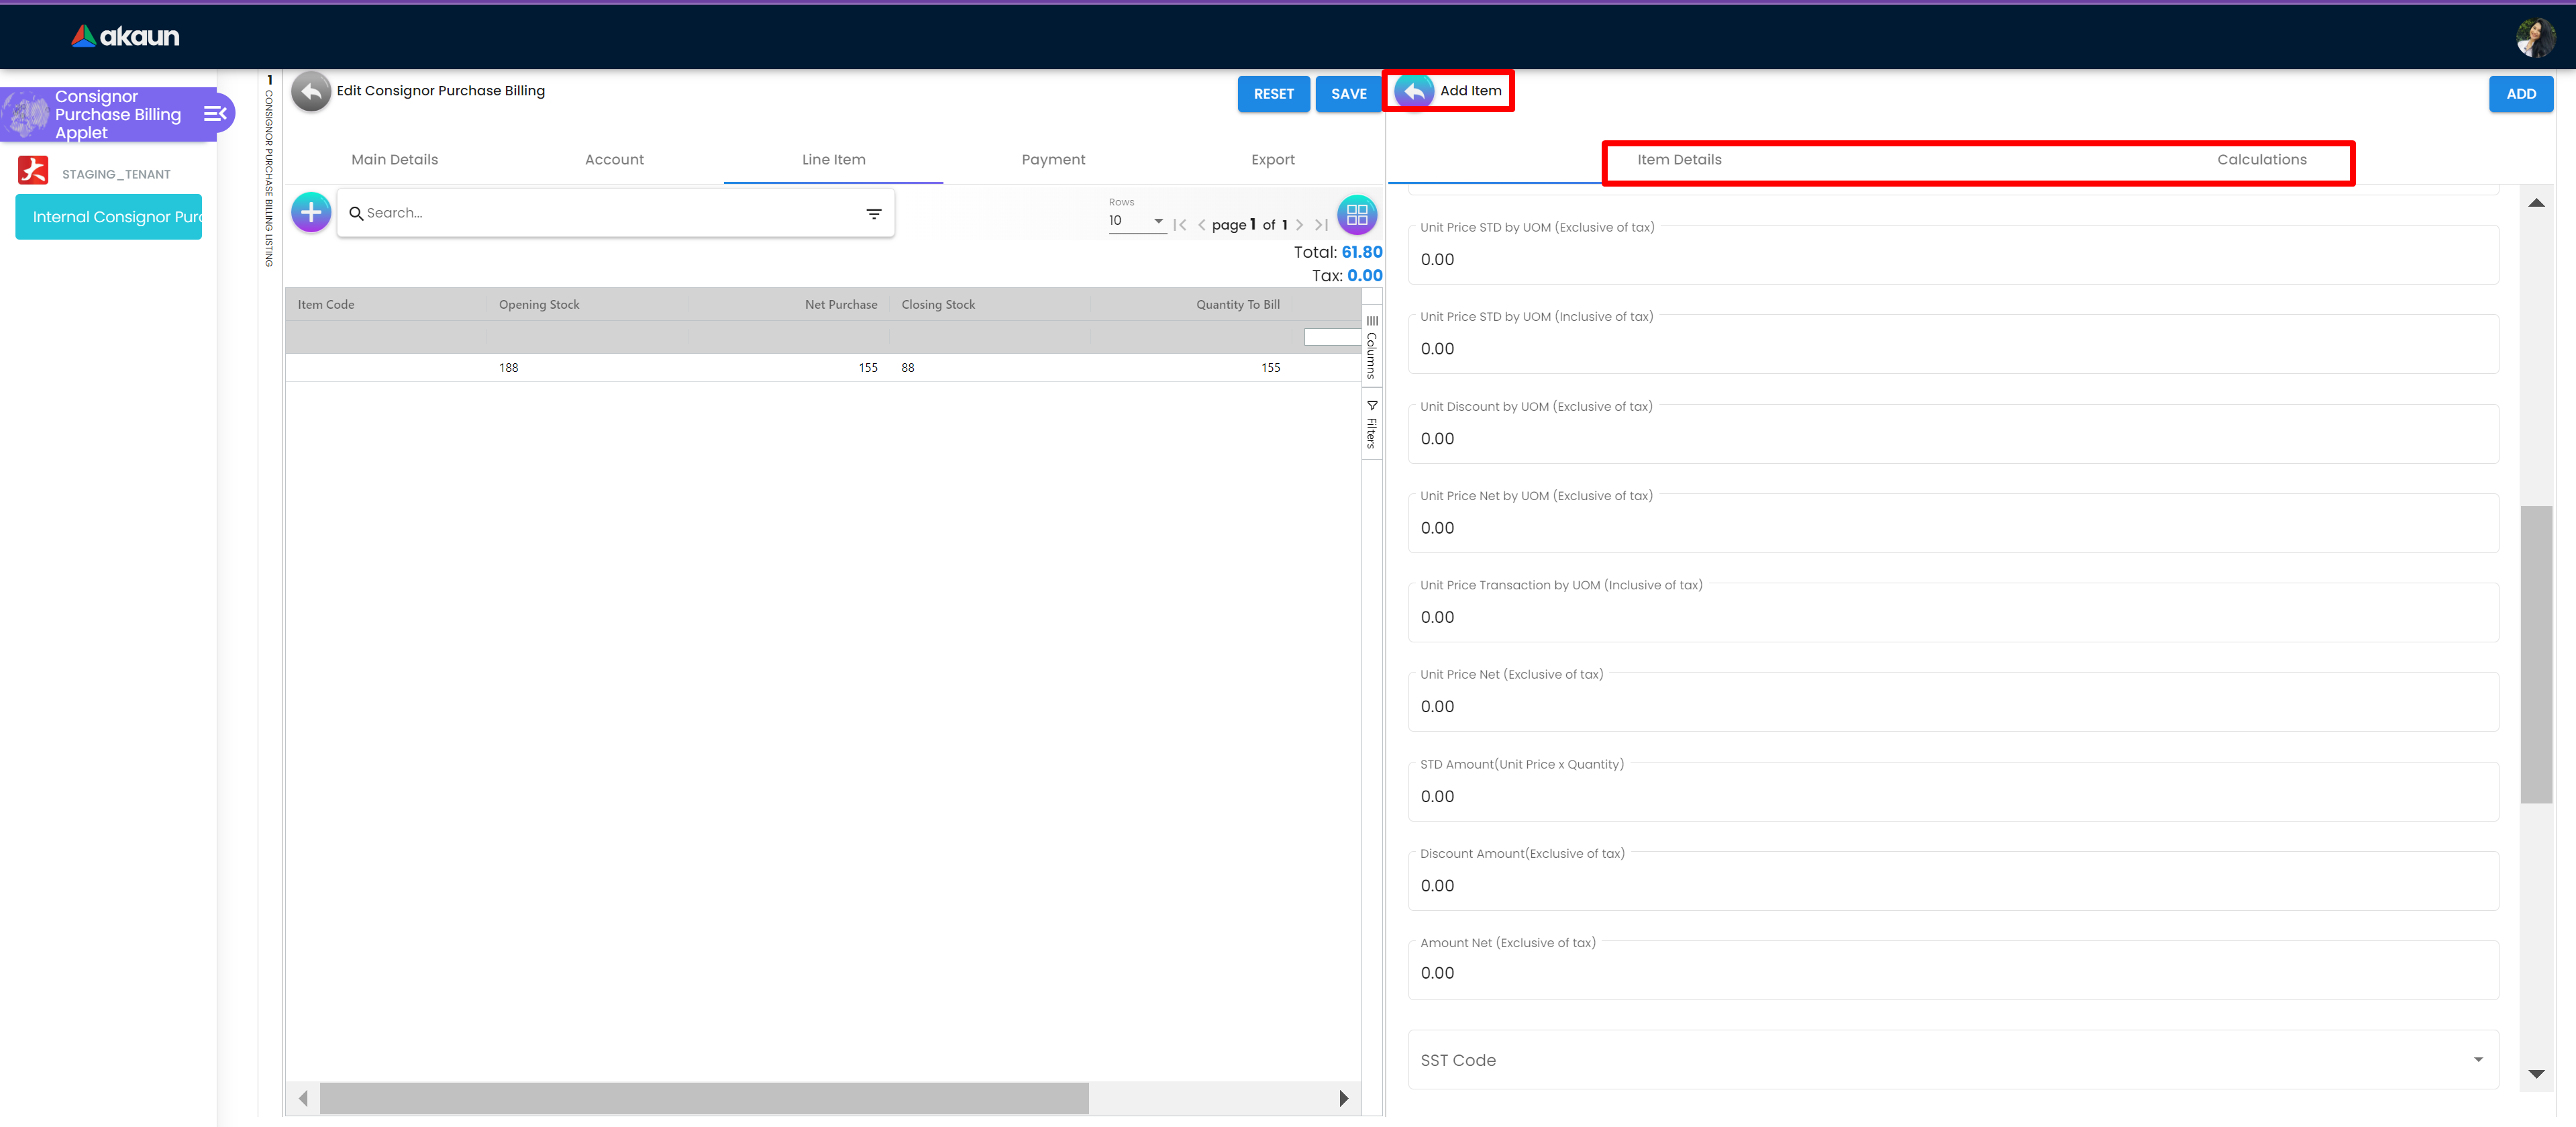 akaun
Consignor
Purchase Billing
Applet
STAGING_TENANT
Internal Consignor Purc
1
CONSIGNOR PURCHASE BILLING LISTING
Edit Consignor Purchase Billing
RESET
SAVE
Main Details
Account
Line Item
Payment
Export
Search...
Rows
10
page 1 of 1
Total: 61.80
Tax: 0.00
Item Code
Opening Stock
Net Purchase
Closing Stock
Quantity To Bill
188
155
88
155
Columns
Filters
Add Item
ADD
Item Details
Calculations
Unit Price STD by UOM (Exclusive of tax)
0.00
Unit Price STD by UOM (Inclusive of tax)
0.00
Unit Discount by UOM (Exclusive of tax)
0.00
Unit Price Net by UOM (Exclusive of tax)
0.00
Unit Price Transaction by UOM (Inclusive of tax)
0.00
Unit Price Net (Exclusive of tax)
0.00
STD Amount(Unit Price x Quantity)
0.00
Discount Amount(Exclusive of tax)
0.00
Amount Net (Exclusive of tax)
0.00
SST Code